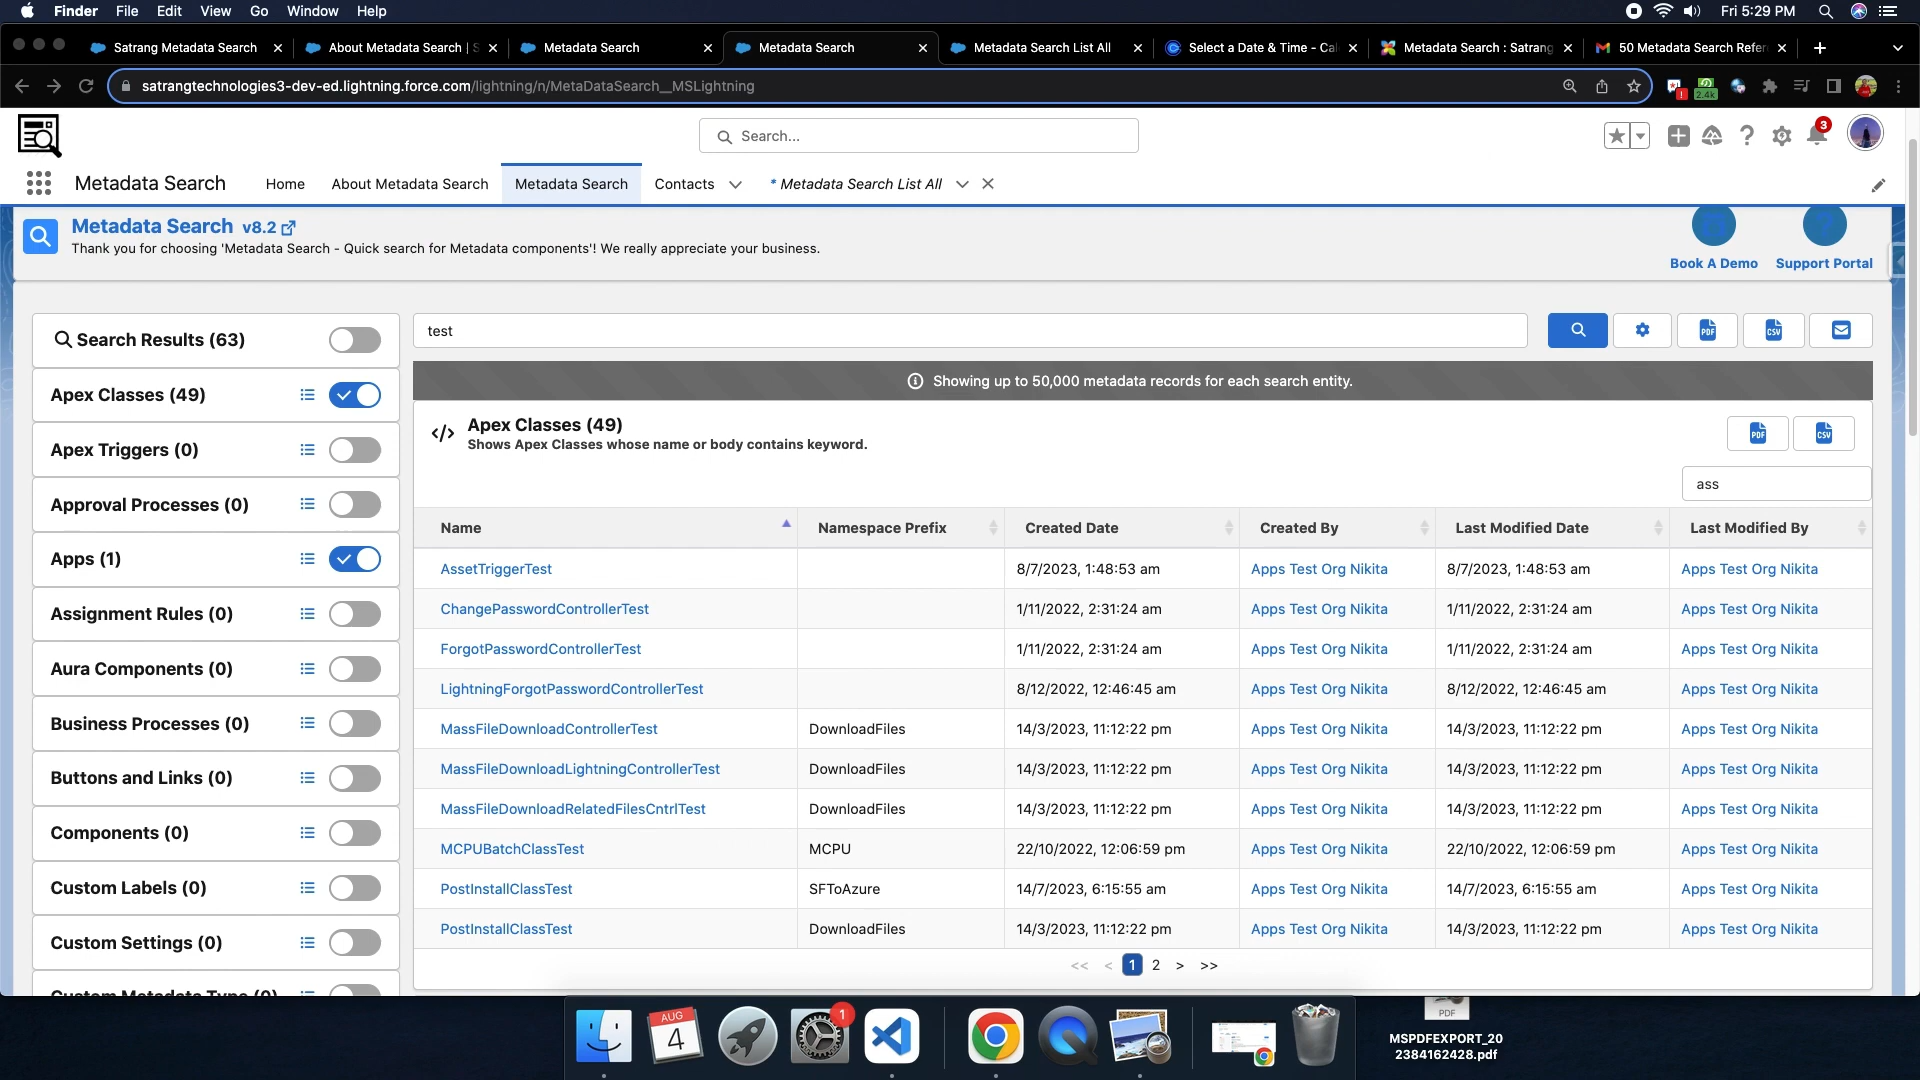 Finder File Edit View Go Window Help Fri 5:29 PM
Satrang Metadata Search About Metadata Search | S Metadata Search Metadata Search Metadata Search List All Select a Date & Time - Cal Metadata Search : Satrang 50 Metadata Search Refer
satrangtechnologies3-dev-ed.lightning.force.com/lightning/n/MetaDataSearch__MSLightning 2.4k
Search... 3
Metadata Search Home About Metadata Search Metadata Search Contacts * Metadata Search List All
Metadata Search v8.2
Thank you for choosing 'Metadata Search - Quick search for Metadata components'! We really appreciate your business.
Book A Demo Support Portal
Search Results (63)
Apex Classes (49)
Apex Triggers (0)
Approval Processes (0)
Apps (1)
Assignment Rules (0)
Aura Components (0)
Business Processes (0)
Buttons and Links (0)
Components (0)
Custom Labels (0)
Custom Settings (0)
Custom Metadata Type (0)
test PDF CSV
Showing up to 50,000 metadata records for each search entity.
Apex Classes (49)
Shows Apex Classes whose name or body contains keyword.
PDF CSV
ass
Name Namespace Prefix Created Date Created By Last Modified Date Last Modified By
AssetTriggerTest 8/7/2023, 1:48:53 am Apps Test Org Nikita 8/7/2023, 1:48:53 am Apps Test Org Nikita
ChangePasswordControllerTest 1/11/2022, 2:31:24 am Apps Test Org Nikita 1/11/2022, 2:31:24 am Apps Test Org Nikita
ForgotPasswordControllerTest 1/11/2022, 2:31:24 am Apps Test Org Nikita 1/11/2022, 2:31:24 am Apps Test Org Nikita
LightningForgotPasswordControllerTest 8/12/2022, 12:46:45 am Apps Test Org Nikita 8/12/2022, 12:46:45 am Apps Test Org Nikita
MassFileDownloadControllerTest DownloadFiles 14/3/2023, 11:12:22 pm Apps Test Org Nikita 14/3/2023, 11:12:22 pm Apps Test Org Nikita
MassFileDownloadLightningControllerTest DownloadFiles 14/3/2023, 11:12:22 pm Apps Test Org Nikita 14/3/2023, 11:12:22 pm Apps Test Org Nikita
MassFileDownloadRelatedFilesCntrlTest DownloadFiles 14/3/2023, 11:12:22 pm Apps Test Org Nikita 14/3/2023, 11:12:22 pm Apps Test Org Nikita
MCPUBatchClassTest MCPU 22/10/2022, 12:06:59 pm Apps Test Org Nikita 22/10/2022, 12:06:59 pm Apps Test Org Nikita
PostInstallClassTest SFToAzure 14/7/2023, 6:15:55 am Apps Test Org Nikita 14/7/2023, 6:15:55 am Apps Test Org Nikita
PostInstallClassTest DownloadFiles 14/3/2023, 11:12:22 pm Apps Test Org Nikita 14/3/2023, 11:12:22 pm Apps Test Org Nikita
<< < 1 2 > >>
AUG
4
1
PDF
MSPDFEXPORT_20
2384162428.pdf